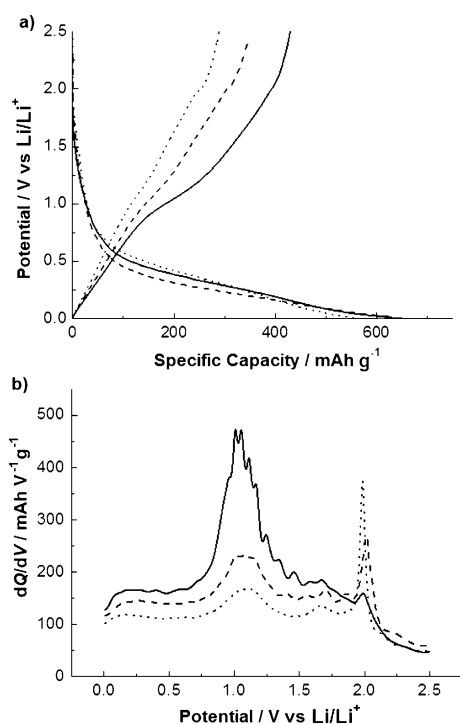 a)
2.5
2.0
1.5
1.0
0.5
0.0
Potential / V vs Li/Li⁺
0 200 400 600
Specific Capacity / mAh g⁻¹
b)
500
400
300
200
100
0
dQ/dV / mAh V⁻¹g⁻¹
0.0 0.5 1.0 1.5 2.0 2.5
Potential / V vs Li/Li⁺